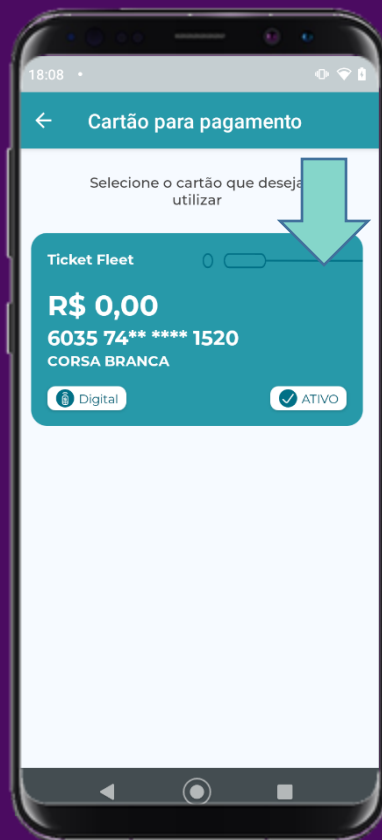 18:08
Cartão para pagamento
Selecione o cartão que deseja
utilizar
Ticket Fleet
R$ 0,00
6035 74** **** 1520
CORSA BRANCA
Digital
ATIVO